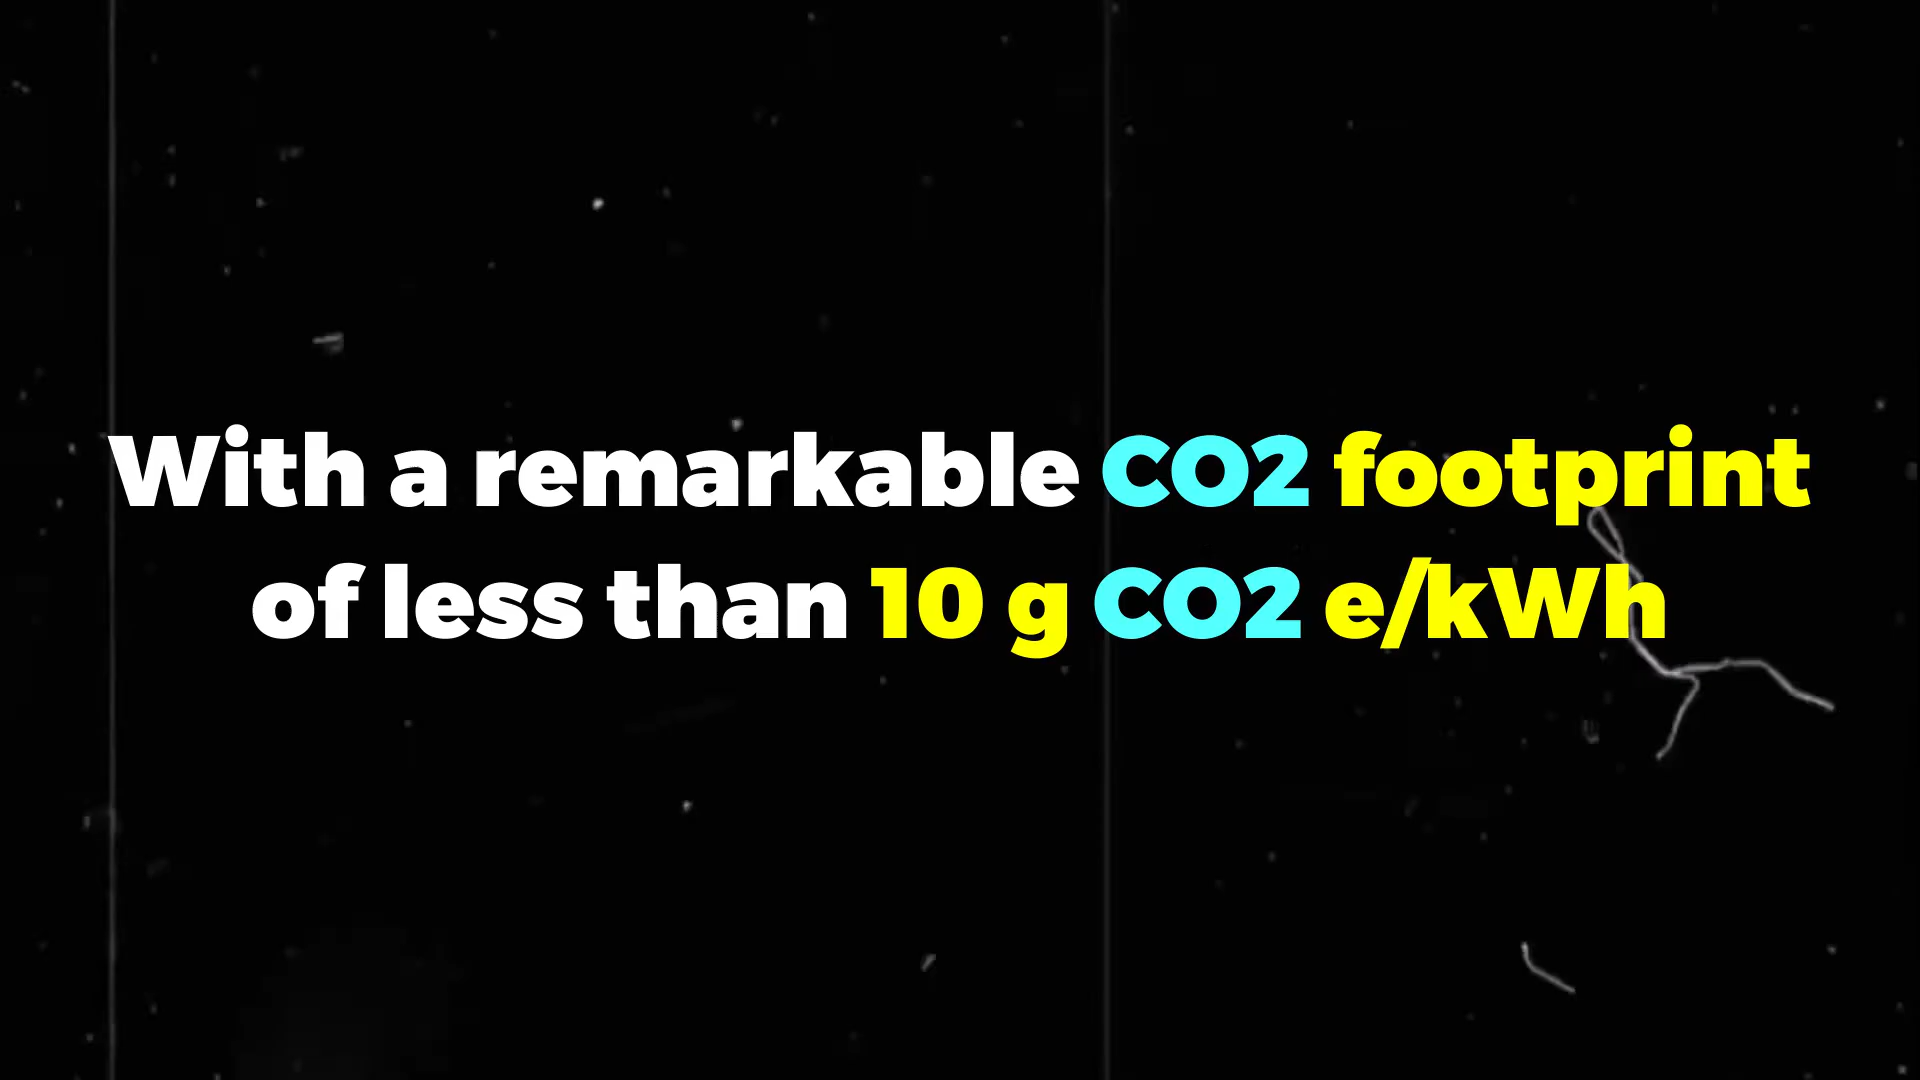 With a remarkable CO2 footprint
of less than 10 g CO2 e/kWh